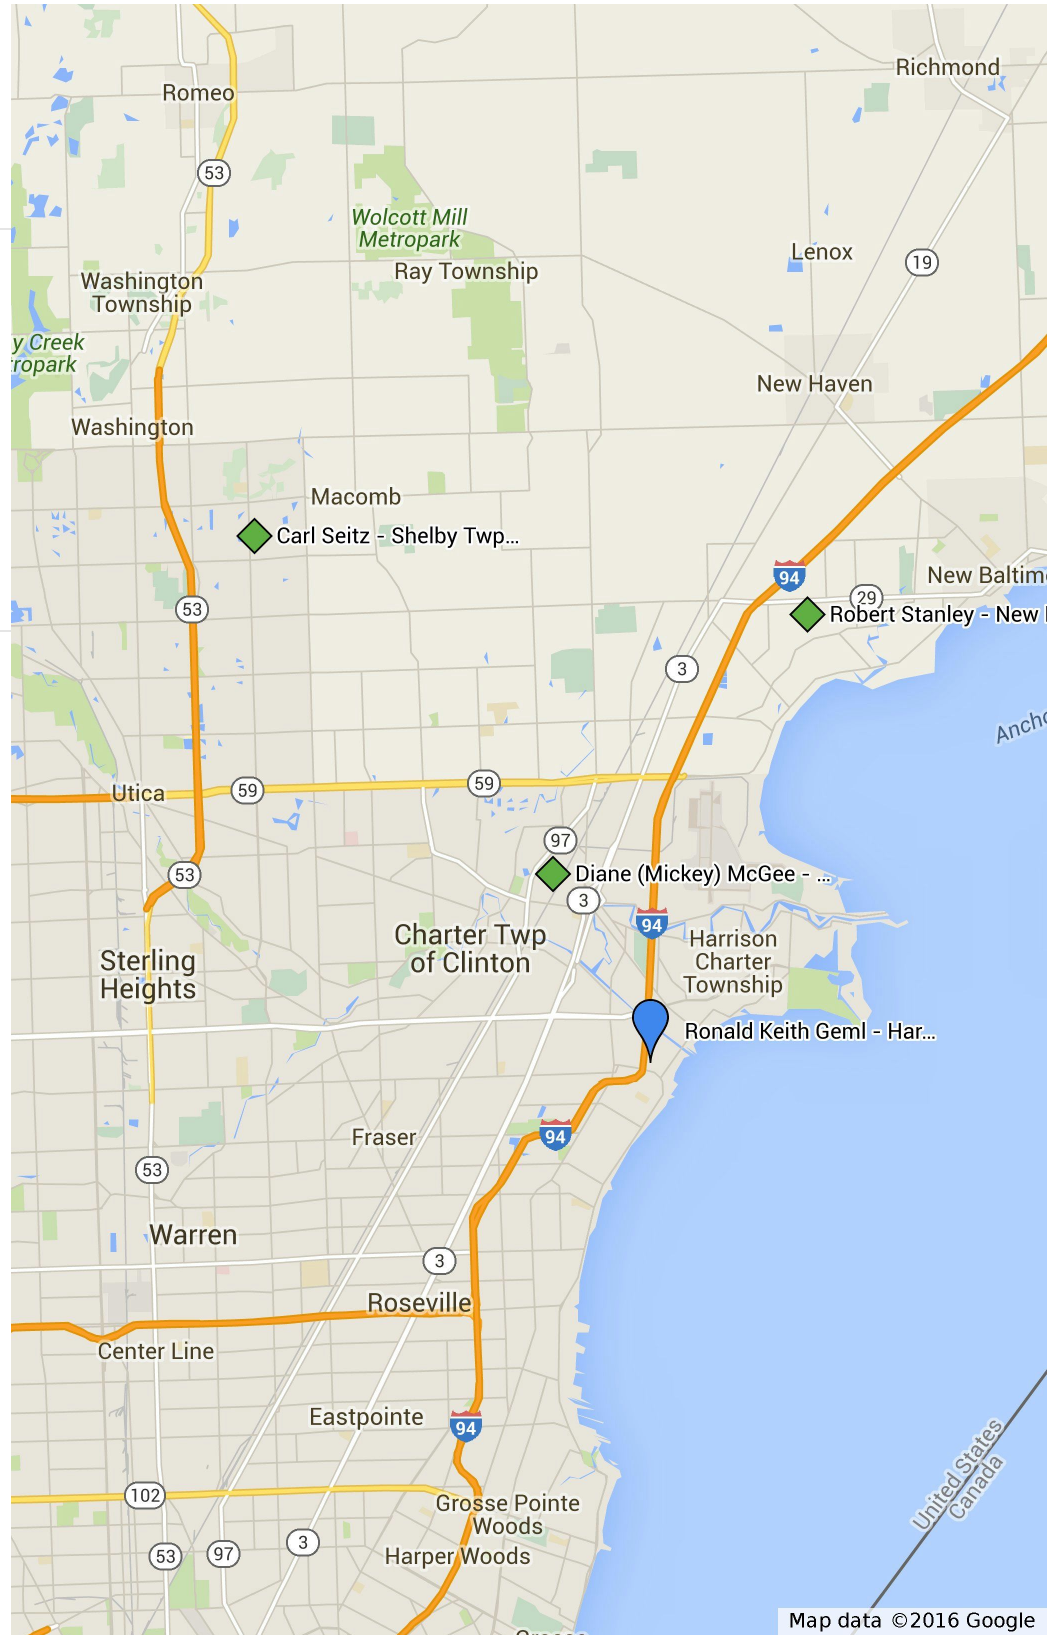 Richmond
Romeo
53
Wolcott Mill
Metropark
Lenox
19
Ray Township
Washington
Township
y Creek
ropark
New Haven
Washington
Macomb
Carl Seitz - Shelby Twp...
94
New Baltim
29
53
Robert Stanley - New
3
Ancho
59
59
Utica
97
53
Diane (Mickey) McGee - ...
3
94
Charter Twp
of Clinton
Harrison
Charter
Township
Sterling
Heights
Ronald Keith Geml - Har...
94
Fraser
53
Warren
3
Roseville
Center Line
Eastpointe
94
United States
Canada
102
Grosse Pointe
Woods
3
53
97
Harper Woods
Map data ©2016 Google